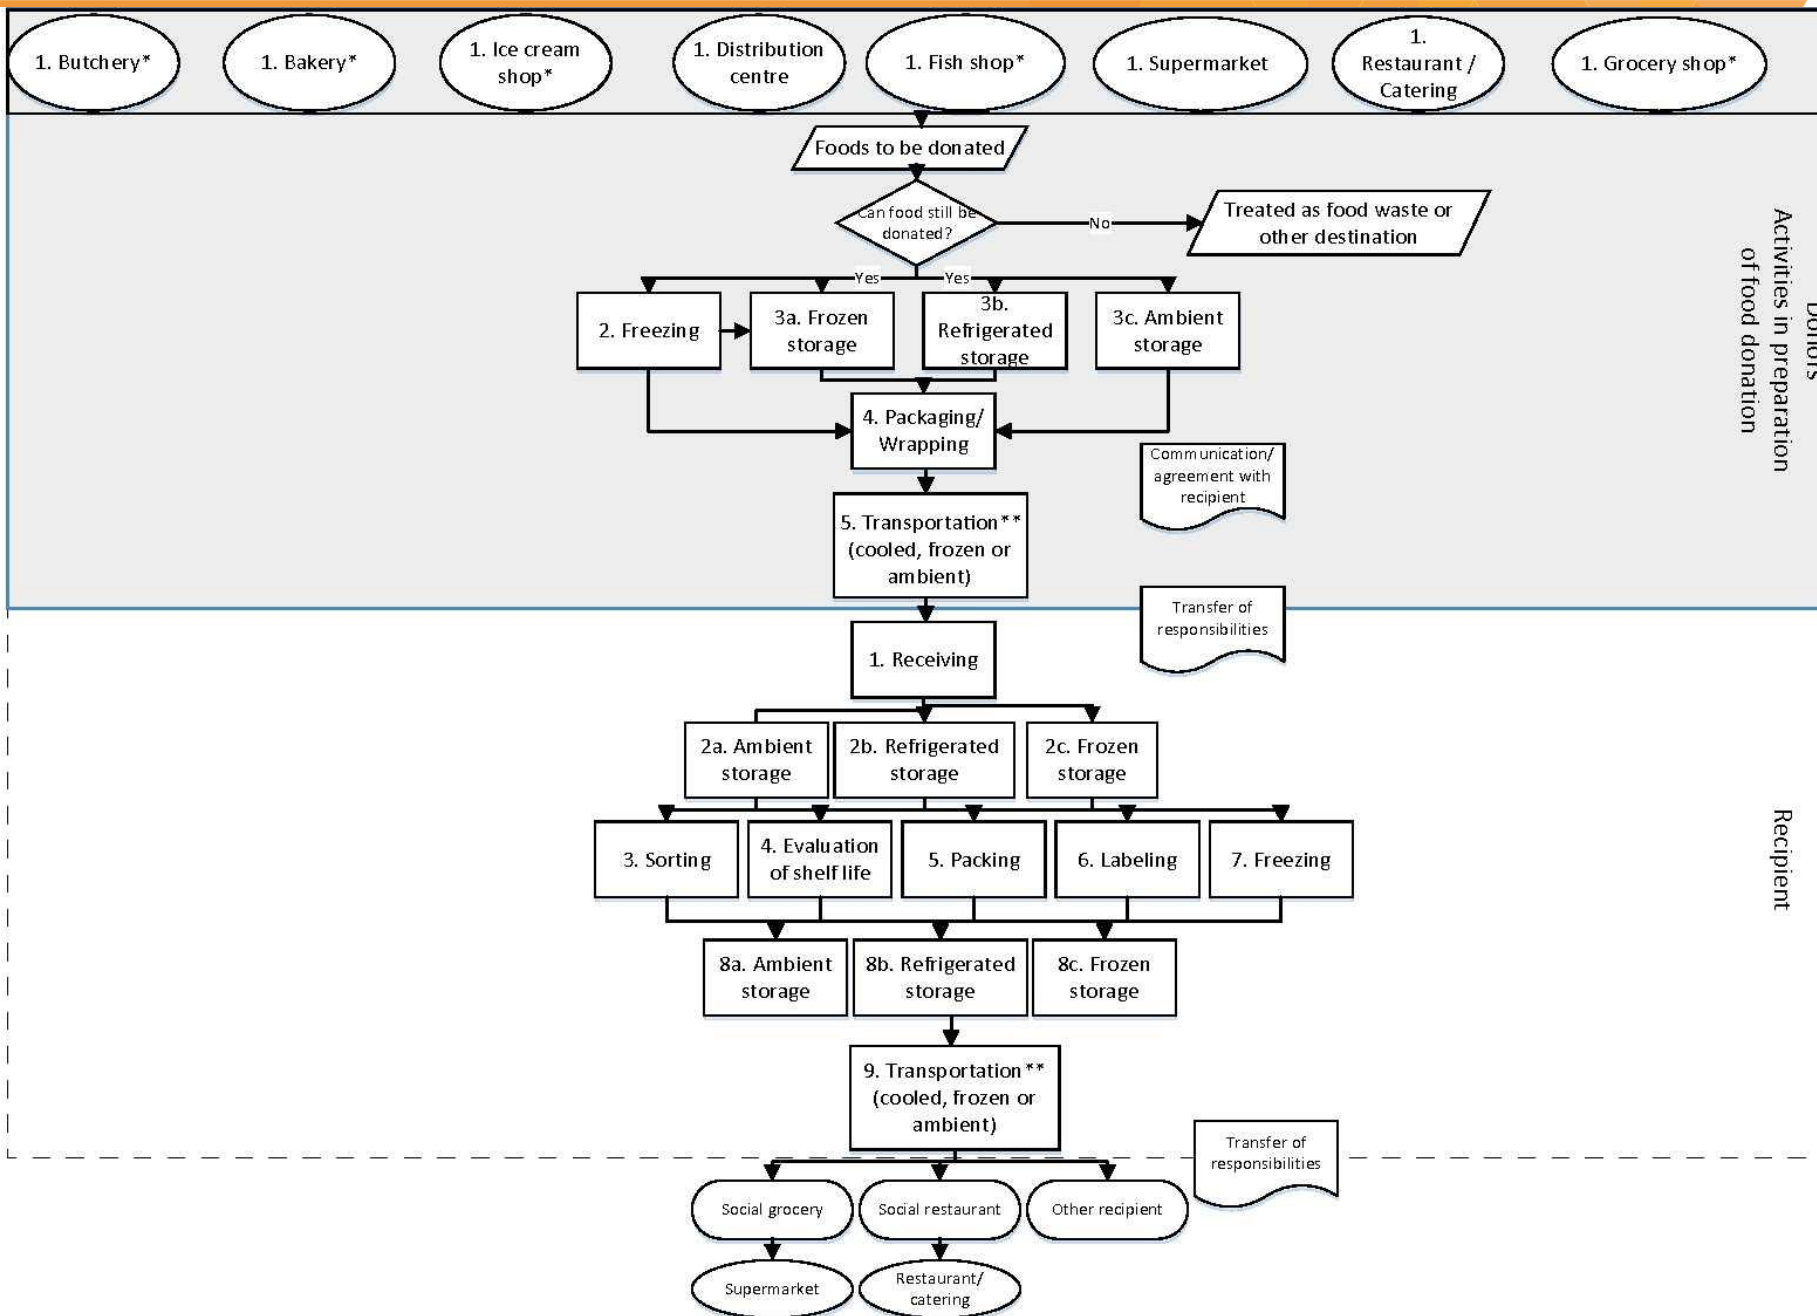 1. Butchery*
1. Bakery*
1. Ice cream
shop*
1. Distribution
centre
1. Fish shop*
1. Supermarket
1.
Restaurant /
Catering
1. Grocery shop*
Foods to be donated
Can food still be
donated?
No
Treated as food waste or
other destination
Yes
Yes
2. Freezing
3a. Frozen
storage
3b.
Refrigerated
storage
3c. Ambient
storage
4. Packaging/
Wrapping
Communication/
agreement with
recipient
5. Transportation**
(cooled, frozen or
ambient)
Donors
Activities in preparation
of food donation
Transfer of
responsibilities
1. Receiving
2a. Ambient
storage
2b. Refrigerated
storage
2c. Frozen
storage
3. Sorting
4. Evaluation
of shelf life
5. Packing
6. Labeling
7. Freezing
8a. Ambient
storage
8b. Refrigerated
storage
8c. Frozen
storage
9. Transportation**
(cooled, frozen or
ambient)
Recipient
Transfer of
responsibilities
Social grocery
Social restaurant
Other recipient
Supermarket
Restaurant/
catering